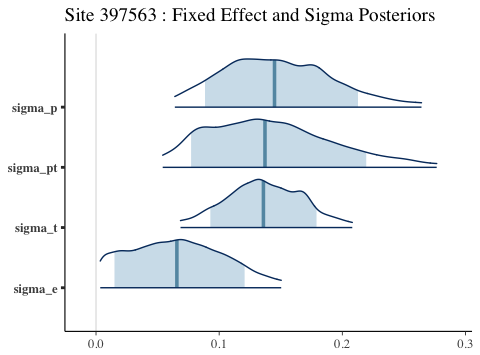 Site 397563 : Fixed Effect and Sigma Posteriors
sigma_p
sigma_pt
sigma_t
sigma_e
0.0 0.1 0.2 0.3